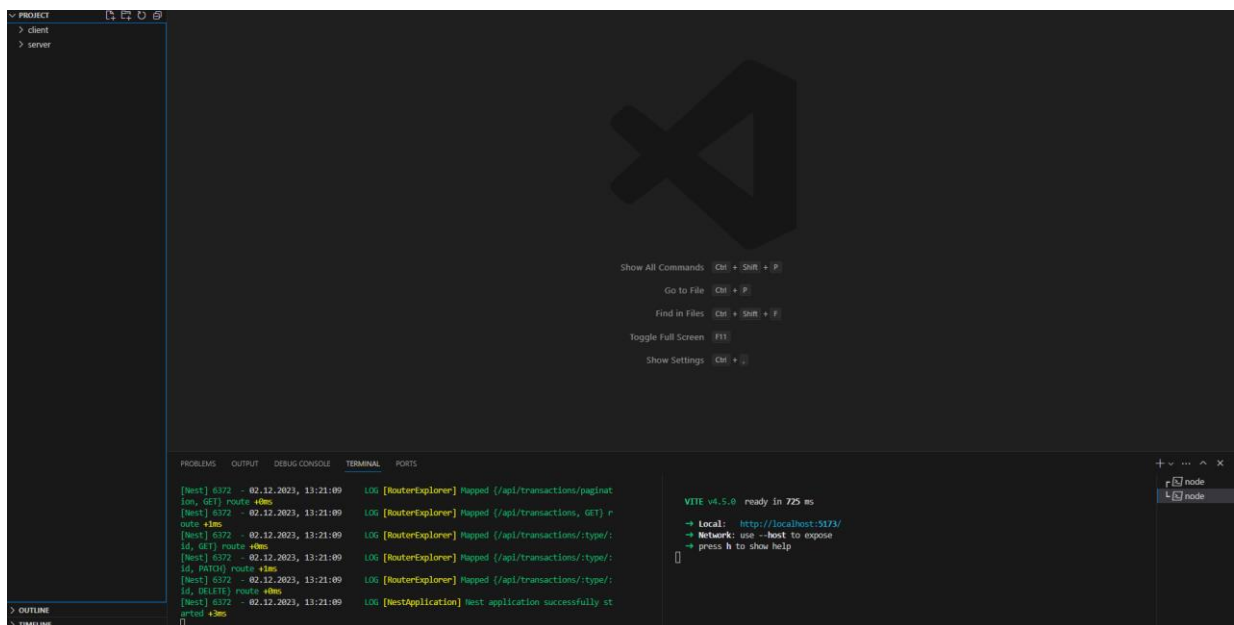 PROJECT
client
server
Show All Commands Ctrl + Shift + P
Go to File Ctrl + P
Find in Files Ctrl + Shift + F
Toggle Full Screen F11
Show Settings Ctrl + ,
PROBLEMS OUTPUT DEBUG CONSOLE TERMINAL PORTS
[Nest] 6372 - 02.12.2023, 13:21:09 LOG [RouterExplorer] Mapped {/api/transactions/paginat
ion, GET} route +0ms
[Nest] 6372 - 02.12.2023, 13:21:09 LOG [RouterExplorer] Mapped {/api/transactions, GET} r
oute +1ms
[Nest] 6372 - 02.12.2023, 13:21:09 LOG [RouterExplorer] Mapped {/api/transactions/:type/:
id, GET} route +0ms
[Nest] 6372 - 02.12.2023, 13:21:09 LOG [RouterExplorer] Mapped {/api/transactions/:type/:
id, PATCH} route +1ms
[Nest] 6372 - 02.12.2023, 13:21:09 LOG [RouterExplorer] Mapped {/api/transactions/:type/:
id, DELETE} route +0ms
[Nest] 6372 - 02.12.2023, 13:21:09 LOG [NestApplication] Nest application successfully st
arted +3ms
VITE v4.5.0 ready in 725 ms
→ Local: http://localhost:5173/
→ Network: use --host to expose
→ press h to show help
node
node
OUTLINE
TIMELINE